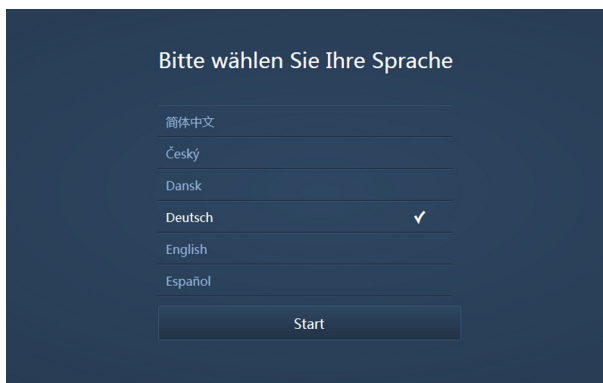 Bitte wählen Sie Ihre Sprache
简体中文
Český
Dansk
Deutsch
English
Español
Start